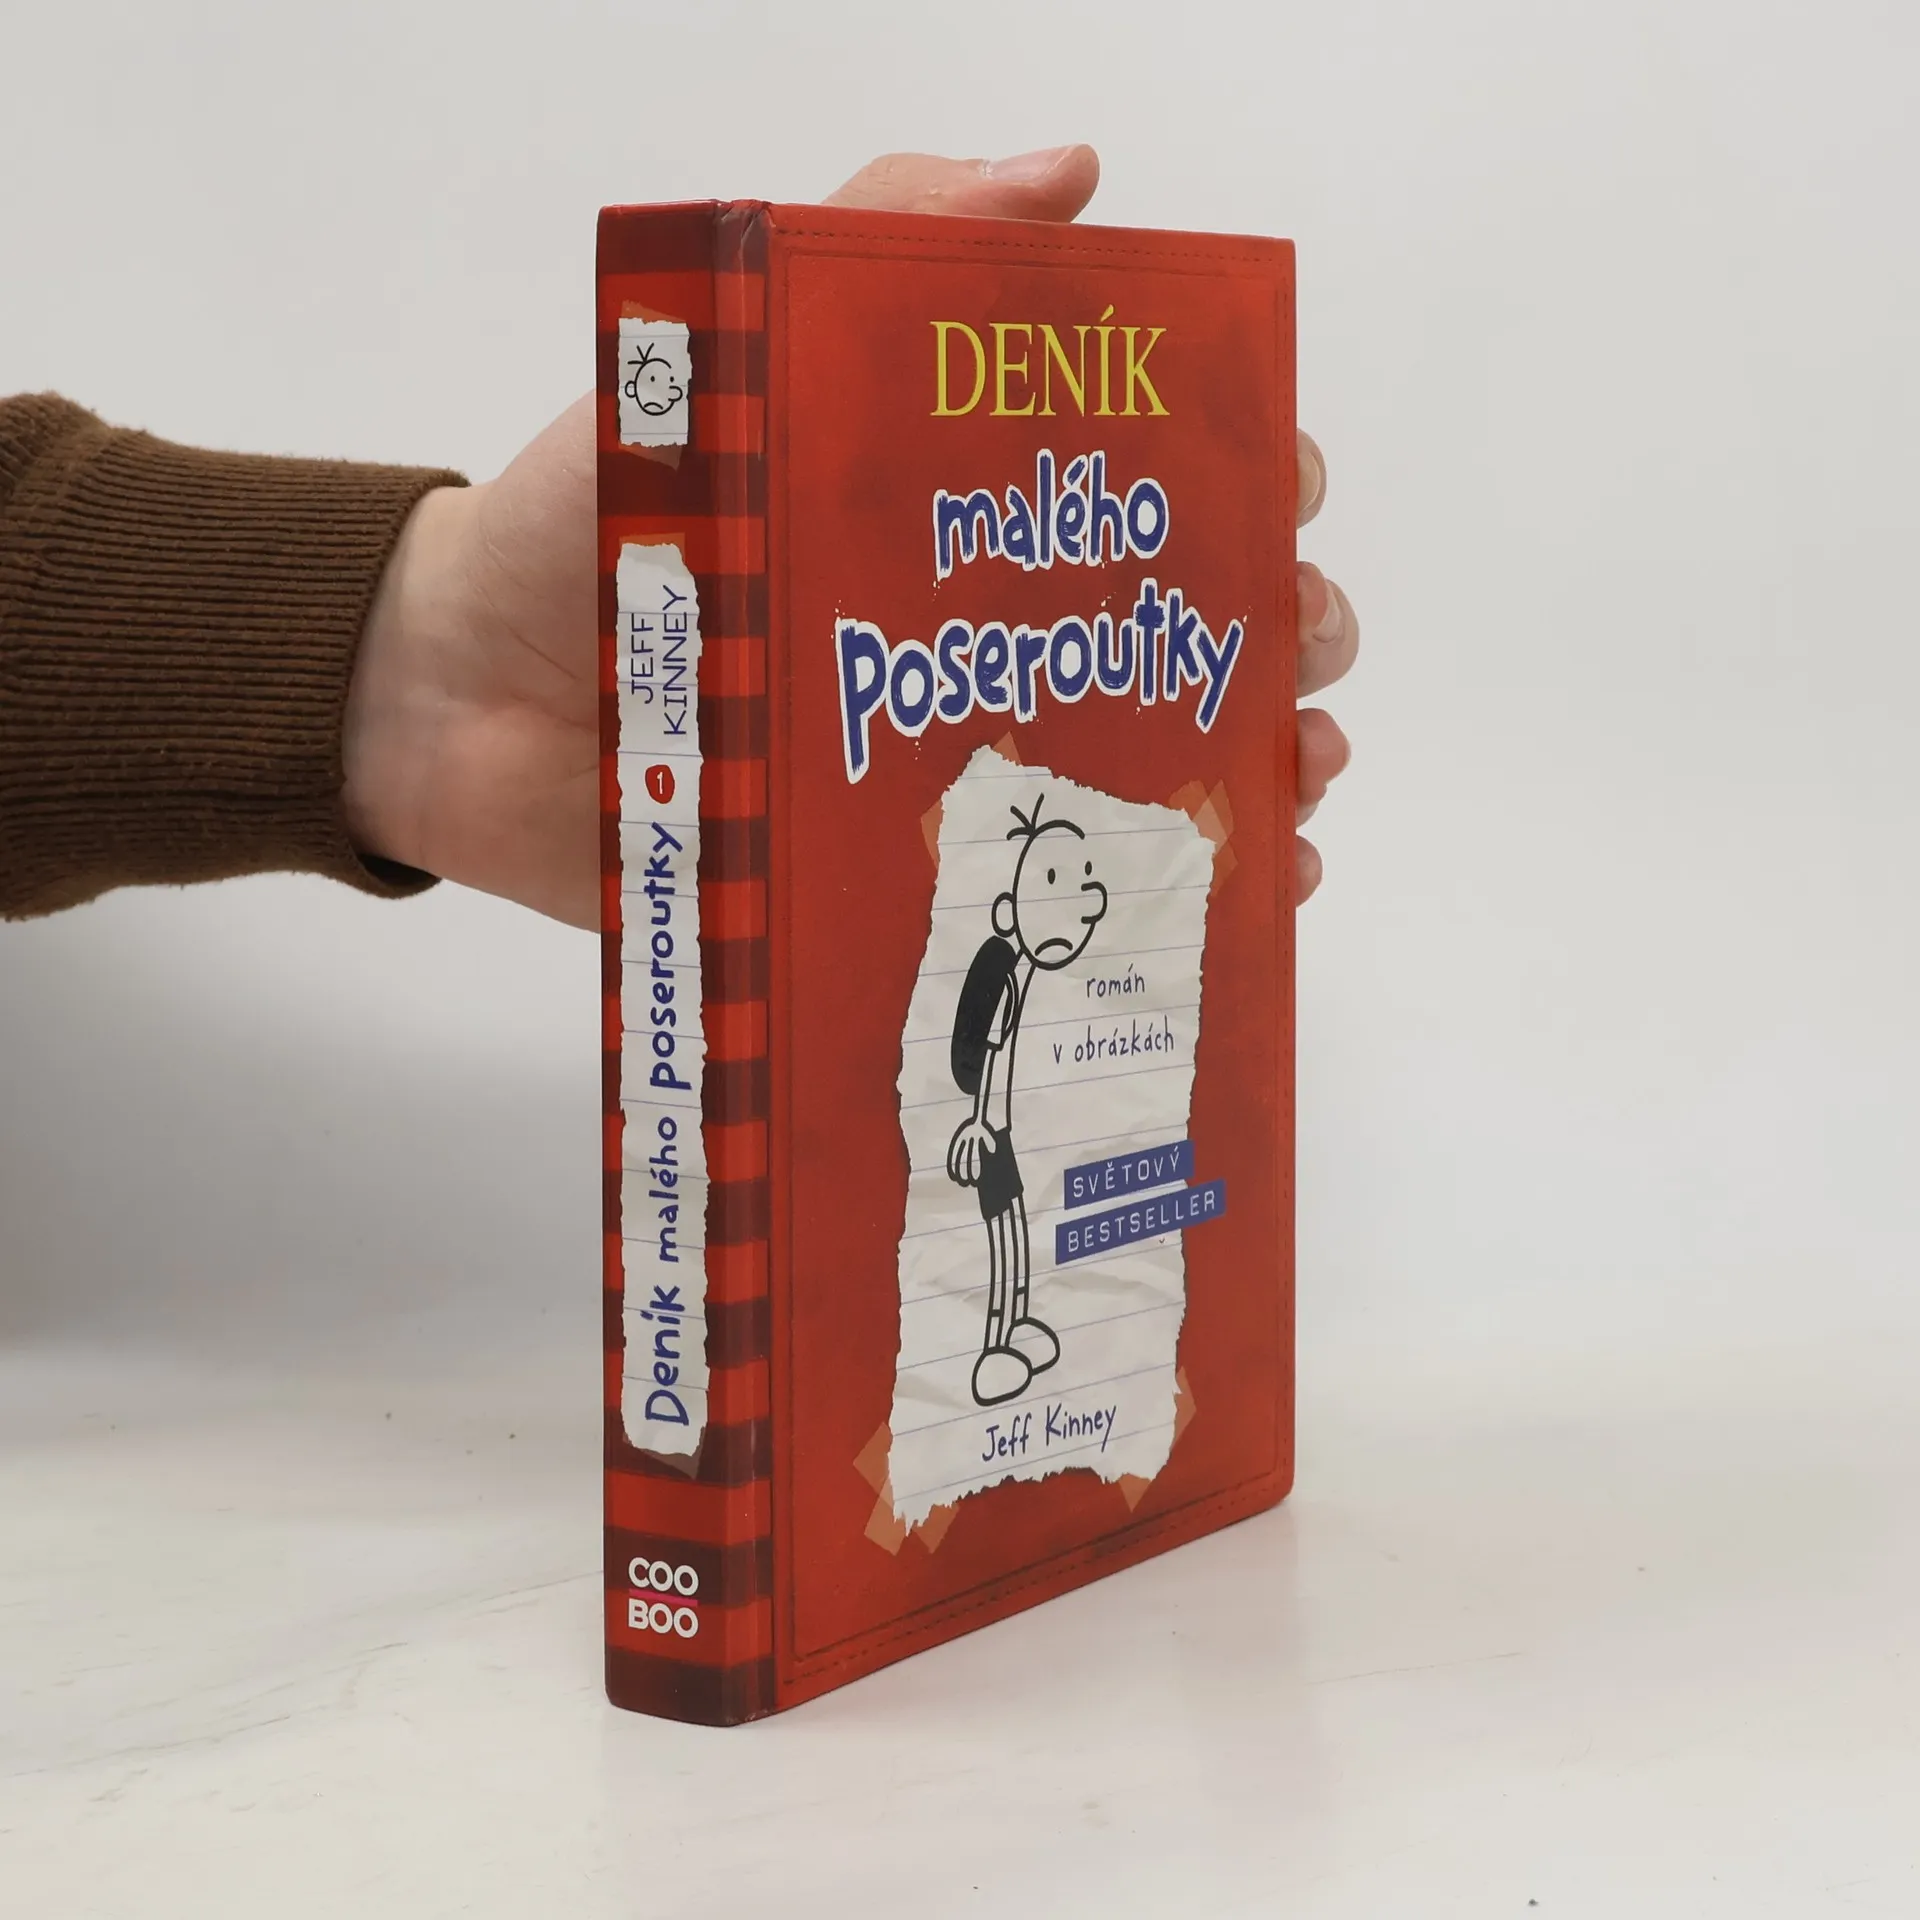 DENÍK
malého
poseroutky
román
v obrázkách
SVĚTOVÝ
BESTSELLER
Jeff Kinney
Deník malého poseroutky 1 JEFF
KINNEY
COO
BOO